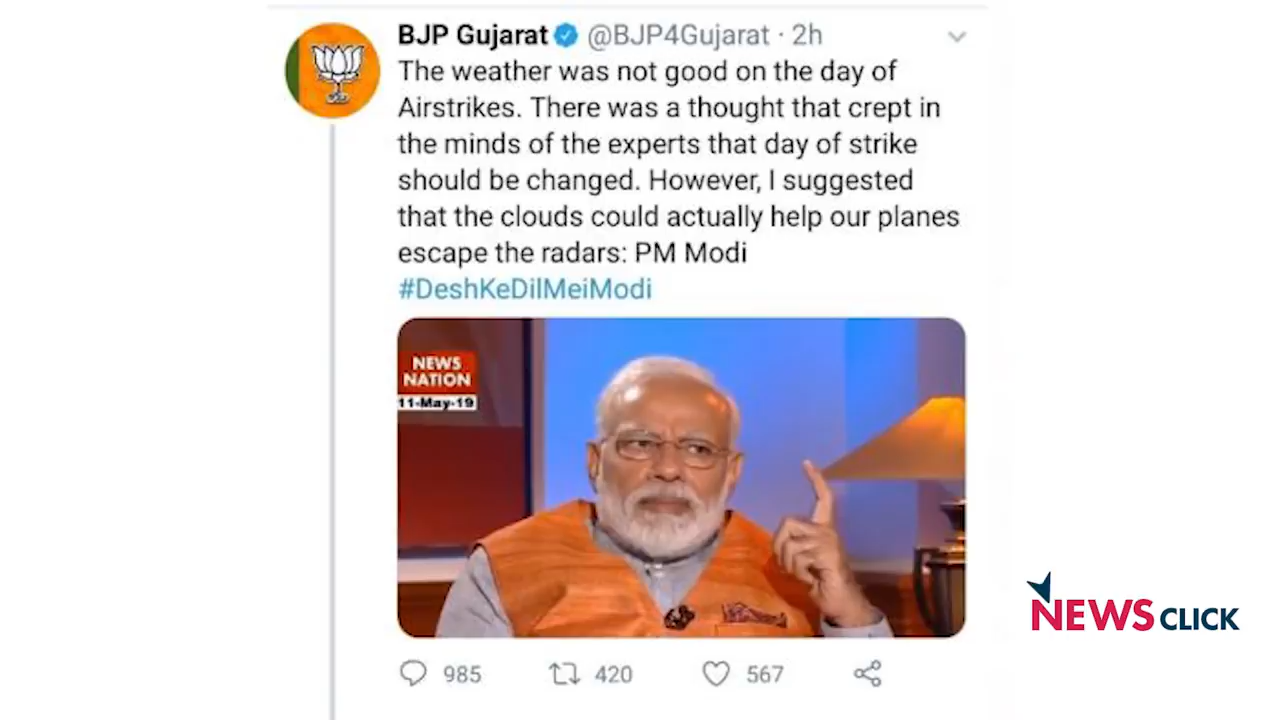 BJP Gujarat @BJP4Gujarat · 2h
The weather was not good on the day of
Airstrikes. There was a thought that crept in
the minds of the experts that day of strike
should be changed. However, I suggested
that the clouds could actually help our planes
escape the radars: PM Modi
#DeshKeDilMeiModi
NEWS
NATION
11-May-19
985 420 567
NEWSCLICK